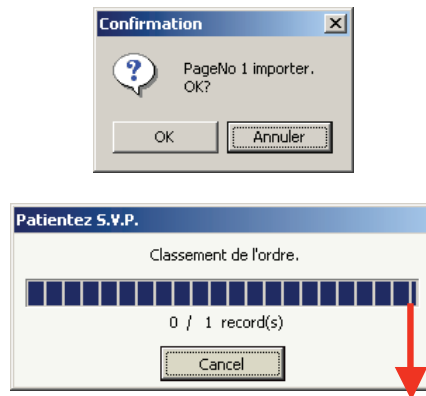 Confirmation
PageNo 1 importer.
OK?
OK
Annuler
Patientez S.V.P.
Classement de l'ordre.
0 / 1 record(s)
Cancel